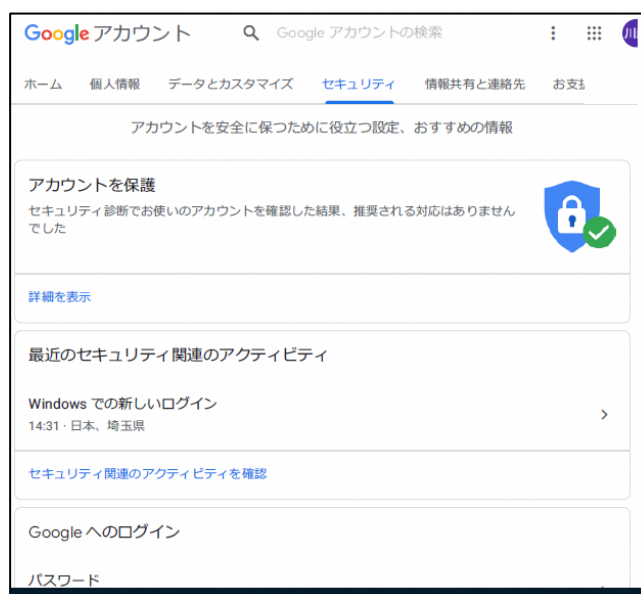 Google アカウント
Google アカウントの検索
川
ホーム 個人情報 データとカスタマイズ セキュリティ 情報共有と連絡先 お支
アカウントを安全に保つために役立つ設定、おすすめの情報
アカウントを保護
セキュリティ診断でお使いのアカウントを確認した結果、推奨される対応はありません
でした
詳細を表示
最近のセキュリティ関連のアクティビティ
Windows での新しいログイン
14:31 · 日本、埼玉県
セキュリティ関連のアクティビティを確認
Google へのログイン
パスワード